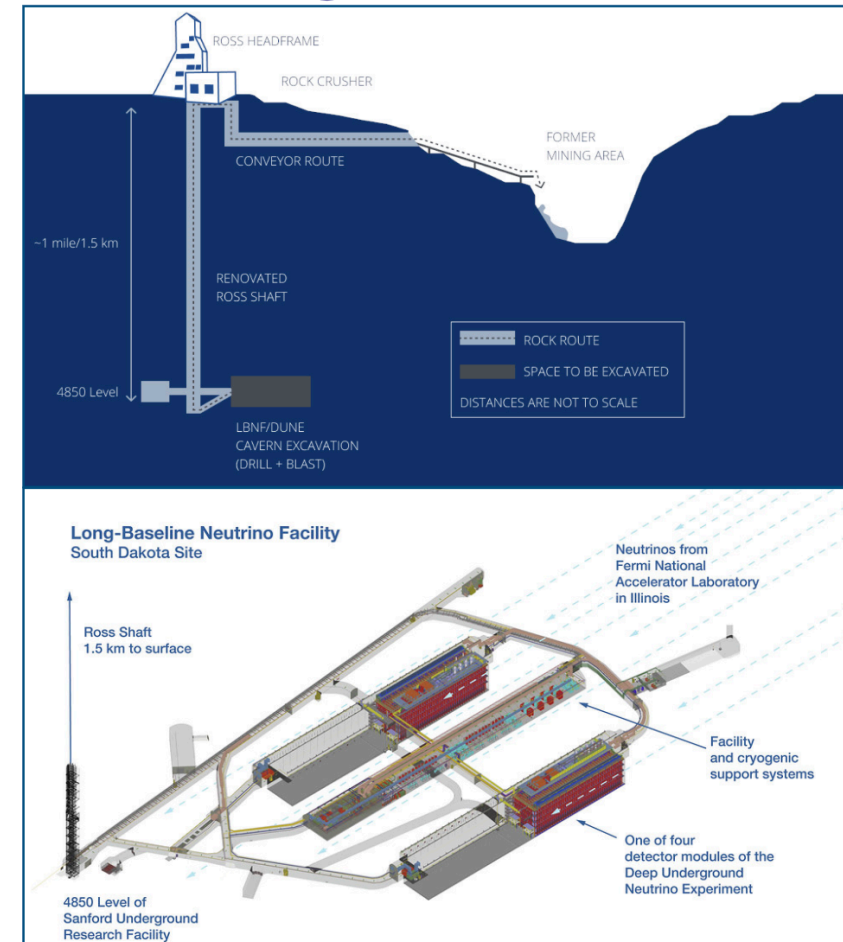 ROSS HEADFRAME
ROCK CRUSHER
FORMER
MINING AREA
CONVEYOR ROUTE
~1 mile/1.5 km
RENOVATED
ROSS SHAFT
ROCK ROUTE
SPACE TO BE EXCAVATED
DISTANCES ARE NOT TO SCALE
4850 Level
LBNF/DUNE
CAVERN EXCAVATION
(DRILL + BLAST)
Long-Baseline Neutrino Facility
South Dakota Site
Neutrinos from
Fermi National
Accelerator Laboratory
in Illinois
Ross Shaft
1.5 km to surface
Facility
and cryogenic
support systems
One of four
detector modules of the
Deep Underground
Neutrino Experiment
4850 Level of
Sanford Underground
Research Facility